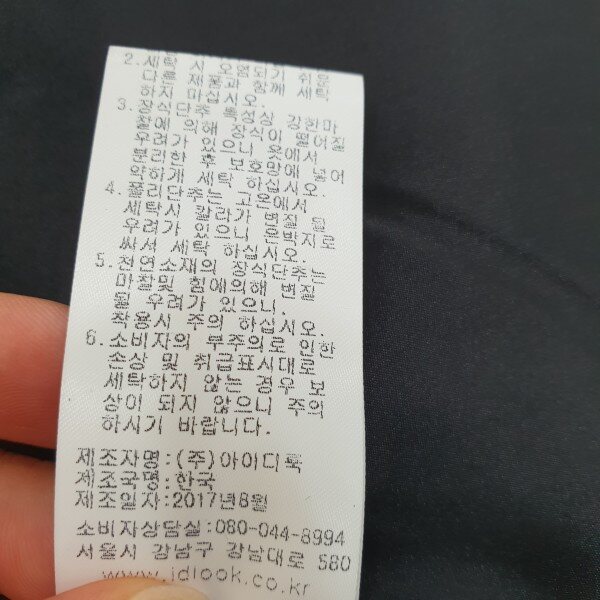 2.세탁 시 오염되기 쉬운
다른 제품과 함께 세탁
하지 마십시오.
3.장식단추 특성상 강한마
찰에 의해 장식이 떨어질
우려가 있으니 옷에서
분리한 후 보호망에 넣어
약하게 세탁 하십시오.
4.폴리단추는 고온에서
세탁시 칼라가 변질 될
우려가 있으니 은박지로
싸서 세탁 하십시오.
5.천연소재의 장식단추는
마찰및 힘에의해 변질
될 우려가 있으니.
착용시 주의 하십시오.
6.소비자의 부주의로 인한
손상 및 취급표시대로
세탁하지 않는 경우 보
상이 되지 않으니 주의
하시기 바랍니다.
제조자명:(주)아이디룩
제조국명:한국
제조일자:2017년8월
소비자상담실:080-044-8994
서울시 강남구 강남대로 580
www.idlook.co.kr